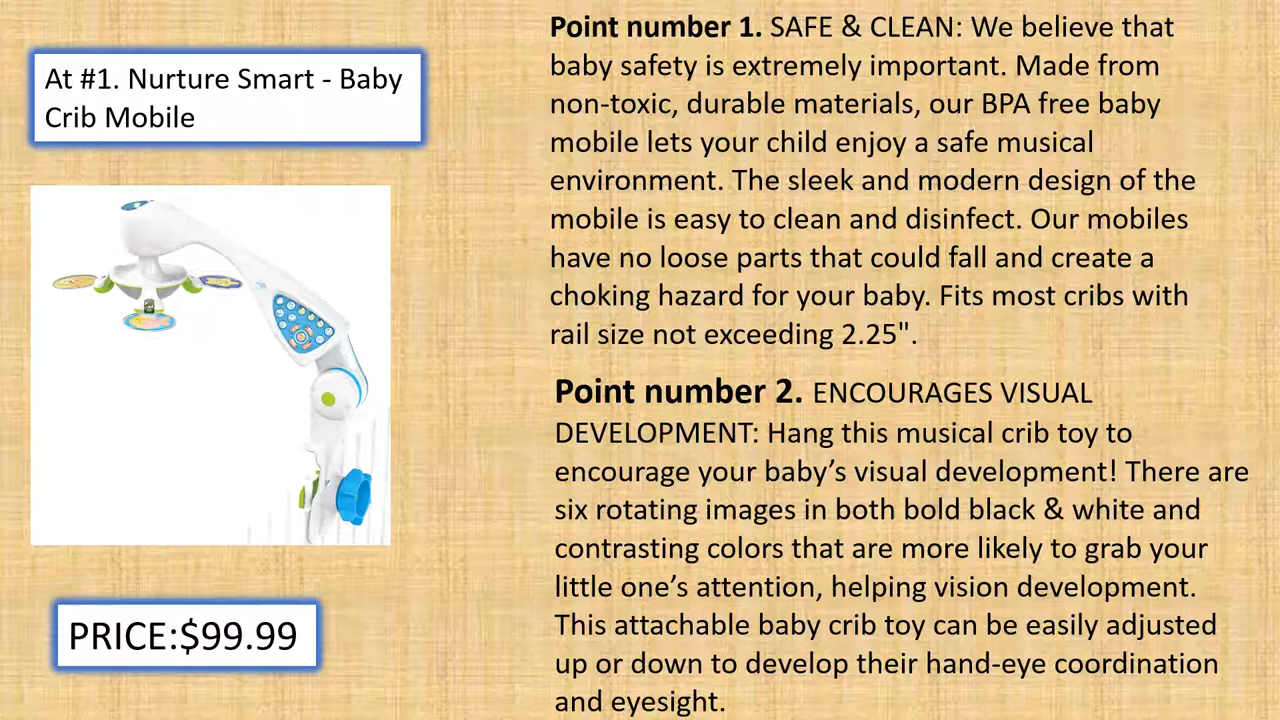 At #1. Nurture Smart - Baby
Crib Mobile
PRICE:$99.99
Point number 1. SAFE & CLEAN: We believe that
baby safety is extremely important. Made from
non-toxic, durable materials, our BPA free baby
mobile lets your child enjoy a safe musical
environment. The sleek and modern design of the
mobile is easy to clean and disinfect. Our mobiles
have no loose parts that could fall and create a
choking hazard for your baby. Fits most cribs with
rail size not exceeding 2.25".
Point number 2. ENCOURAGES VISUAL
DEVELOPMENT: Hang this musical crib toy to
encourage your baby’s visual development! There are
six rotating images in both bold black & white and
contrasting colors that are more likely to grab your
little one’s attention, helping vision development.
This attachable baby crib toy can be easily adjusted
up or down to develop their hand-eye coordination
and eyesight.